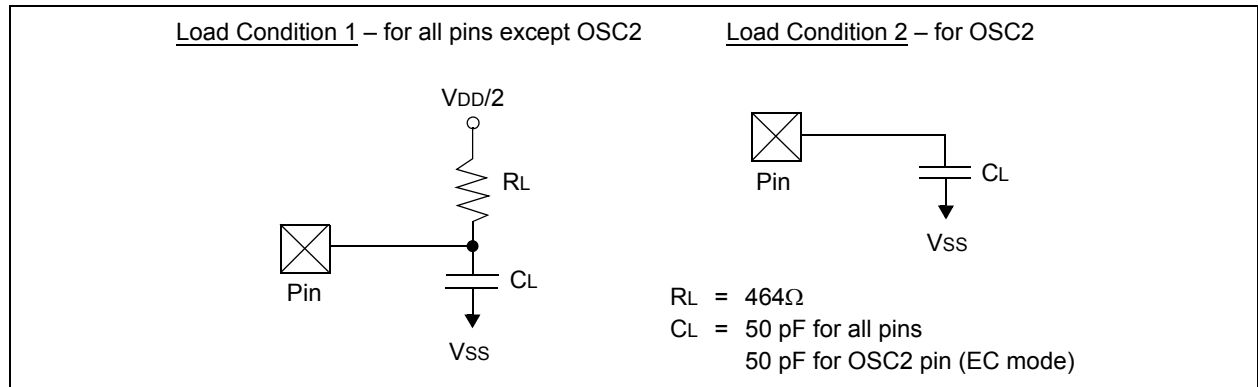 Load Condition 1 – for all pins except OSC2
Load Condition 2 – for OSC2
VDD/2
RL
Pin
CL
VSS
Pin
CL
VSS
RL = 464Ω
CL = 50 pF for all pins
50 pF for OSC2 pin (EC mode)